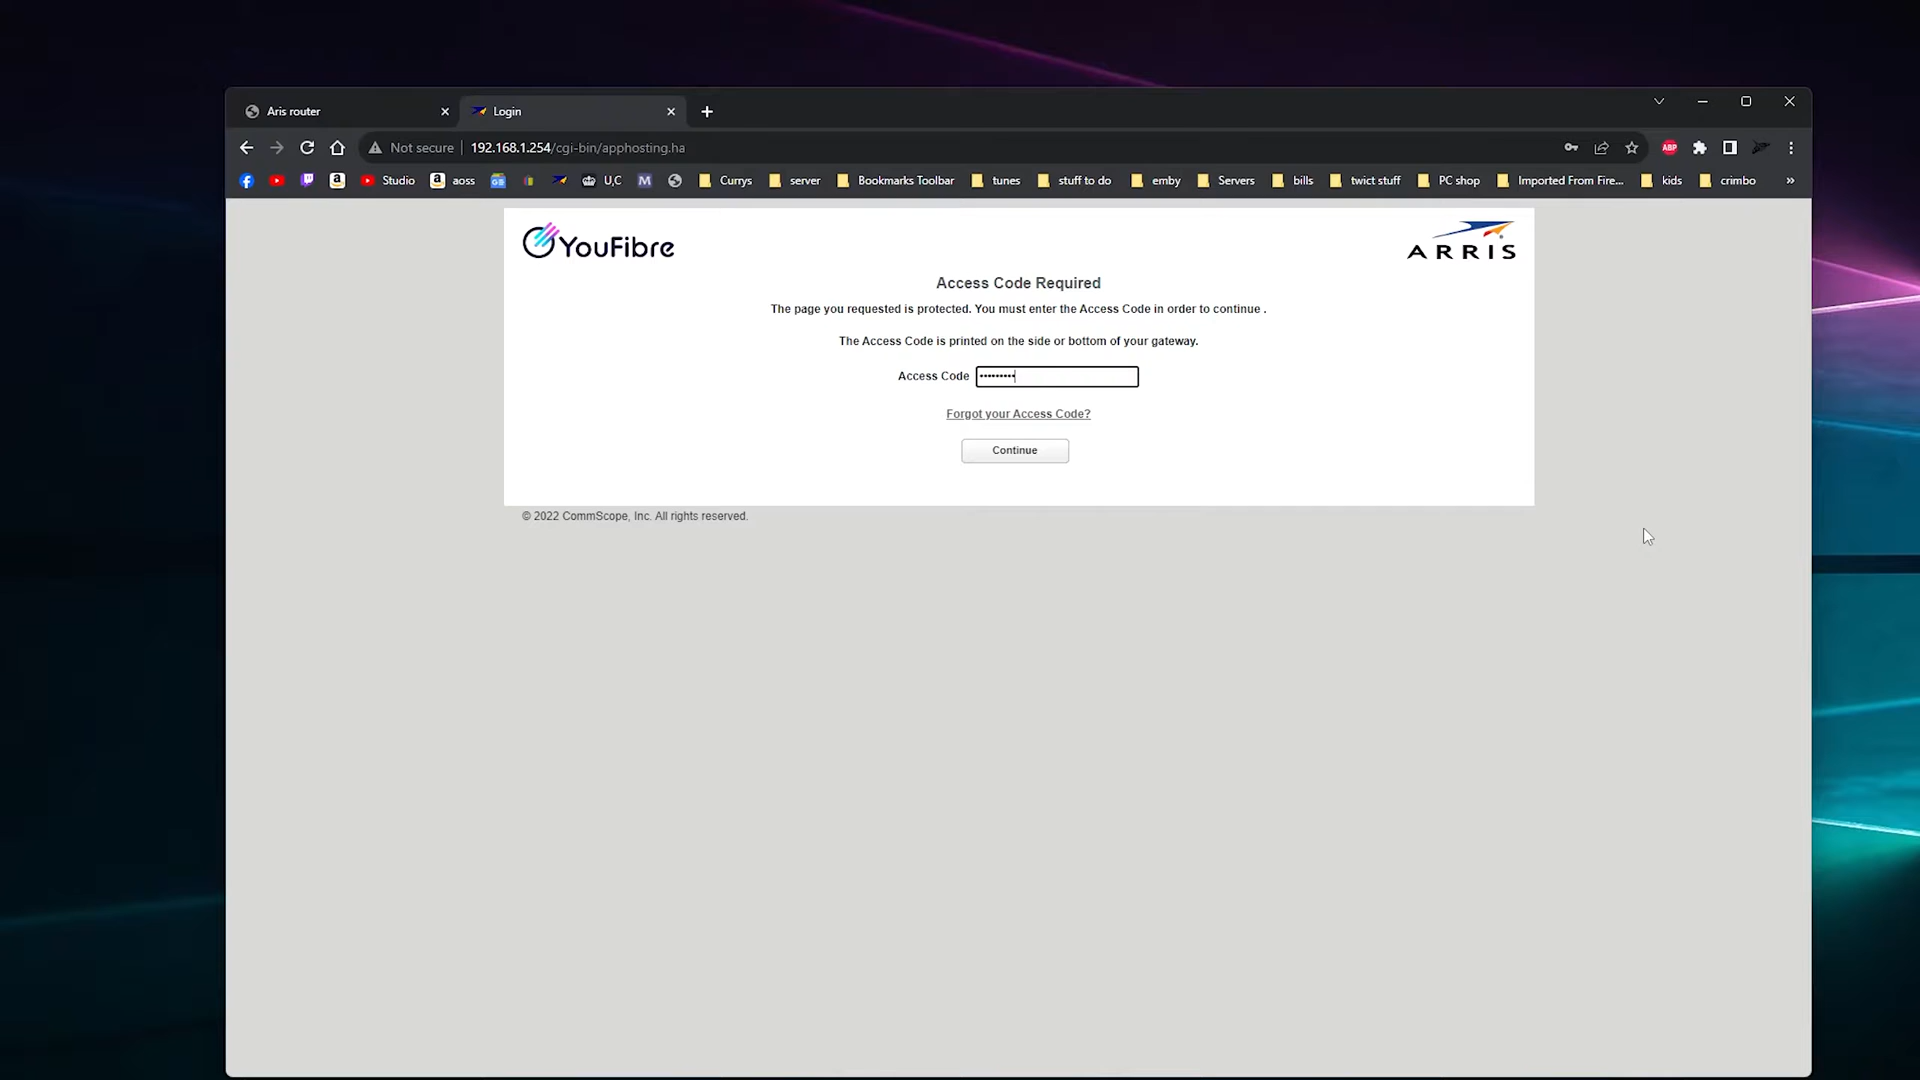 Aris router
Login
Not secure 192.168.1.254/cgi-bin/apphosting.ha
ABP
Studio aoss GB U,C M Currys server Bookmarks Toolbar tunes stuff to do emby Servers bills twict stuff PC shop Imported From Fire... kids crimbo »
YouFibre
ARRIS
Access Code Required
The page you requested is protected. You must enter the Access Code in order to continue .
The Access Code is printed on the side or bottom of your gateway.
Access Code •••••••••
Forgot your Access Code?
Continue
© 2022 CommScope, Inc. All rights reserved.